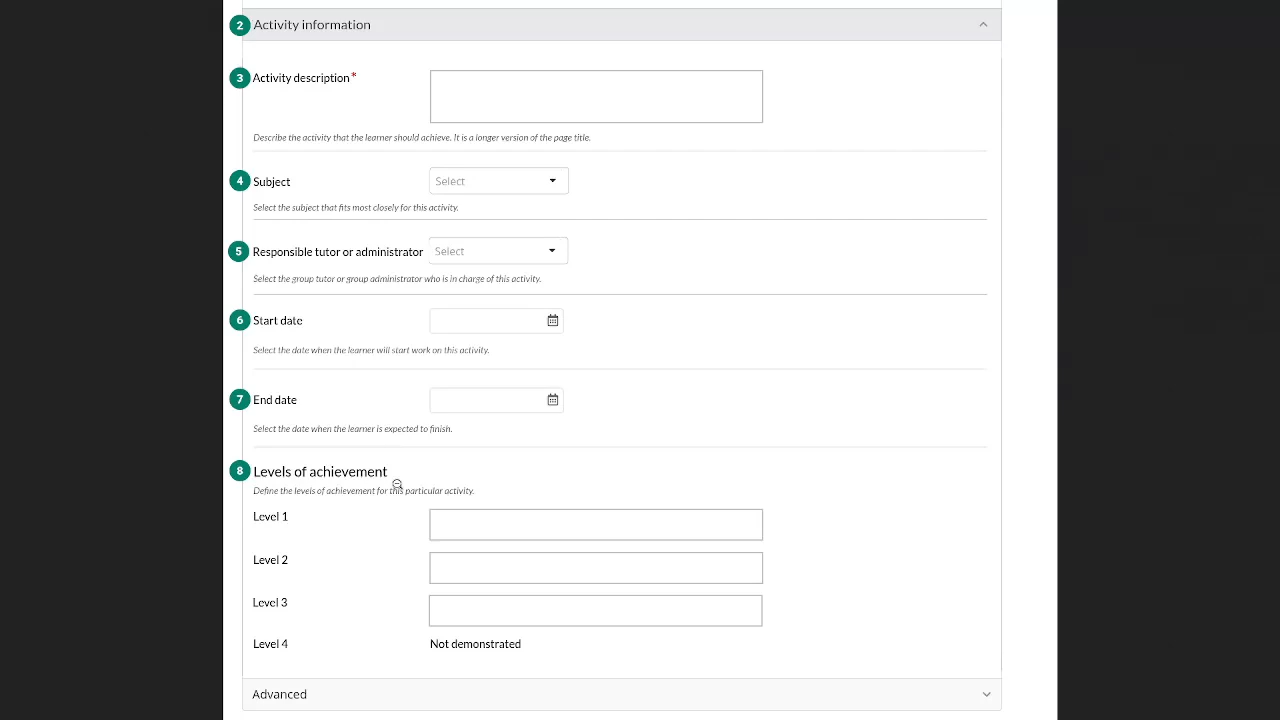 2 Activity information
3 Activity description*
Describe the activity that the learner should achieve. It is a longer version of the page title.
4 Subject Select
Select the subject that fits most closely for this activity.
5 Responsible tutor or administrator Select
Select the group tutor or group administrator who is in charge of this activity.
6 Start date
Select the date when the learner will start work on this activity.
7 End date
Select the date when the learner is expected to finish.
8 Levels of achievement
Define the levels of achievement for this particular activity.
Level 1
Level 2
Level 3
Level 4 Not demonstrated
Advanced